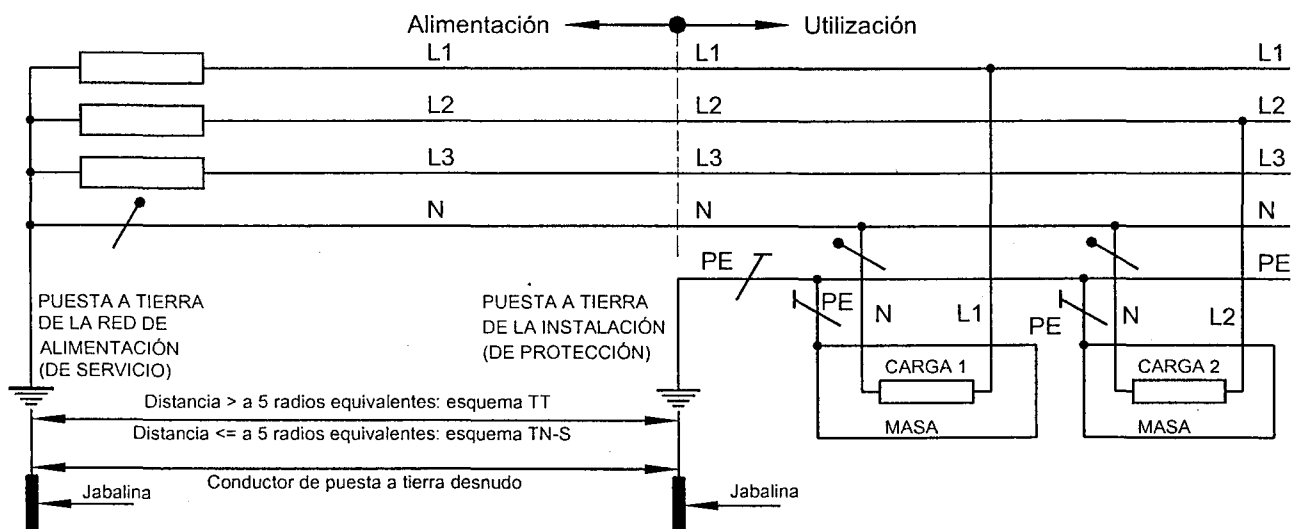 Alimentación
Utilización
L1
L1
L1
L2
L2
L2
L3
L3
L3
N
N
N
PE
PE
PUESTA A TIERRA
DE LA RED DE
ALIMENTACIÓN
(DE SERVICIO)
PUESTA A TIERRA
DE LA INSTALACIÓN
(DE PROTECCIÓN)
PE
N
L1
PE
N
L2
CARGA 1
MASA
CARGA 2
MASA
Distancia > a 5 radios equivalentes: esquema TT
Distancia <= a 5 radios equivalentes: esquema TN-S
Conductor de puesta a tierra desnudo
Jabalina
Jabalina